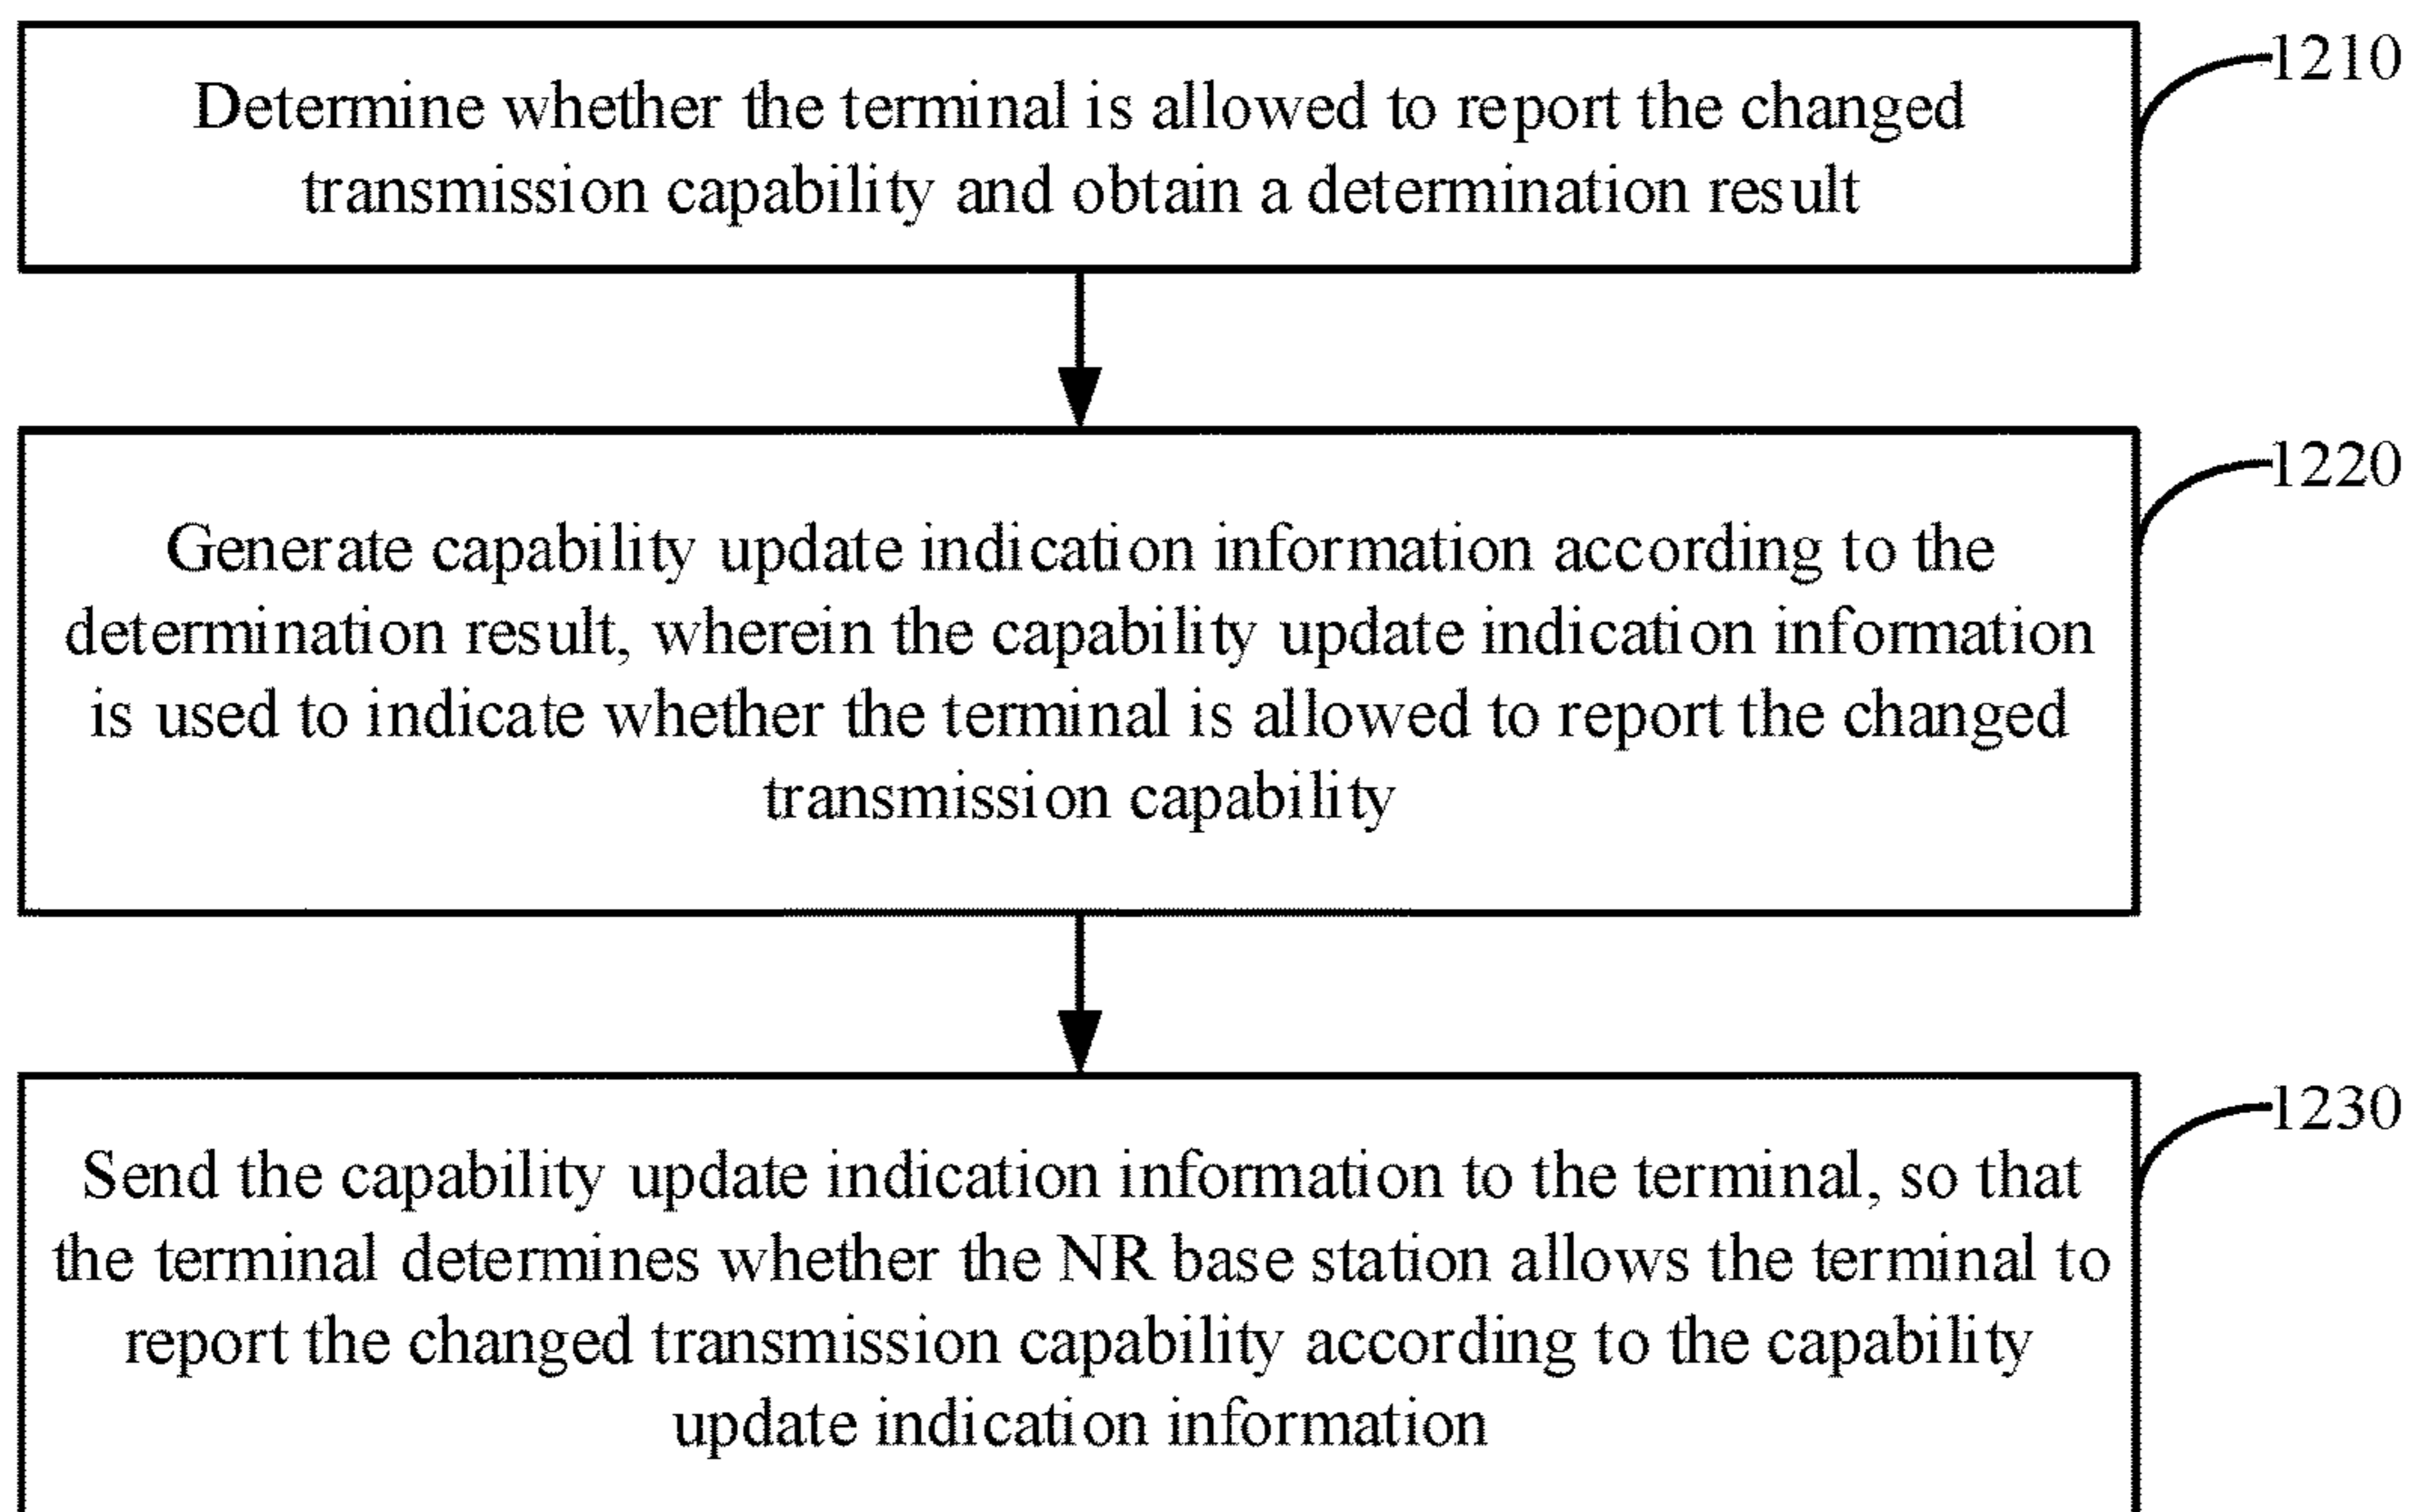 Determine whether the terminal is allowed to report the changed
transmission capability and obtain a determination result
1210
Generate capability update indication information according to the
determination result, wherein the capability update indication information
is used to indicate whether the terminal is allowed to report the changed
transmission capability
1220
Send the capability update indication information to the terminal, so that
the terminal determines whether the NR base station allows the terminal to
report the changed transmission capability according to the capability
update indication information
1230